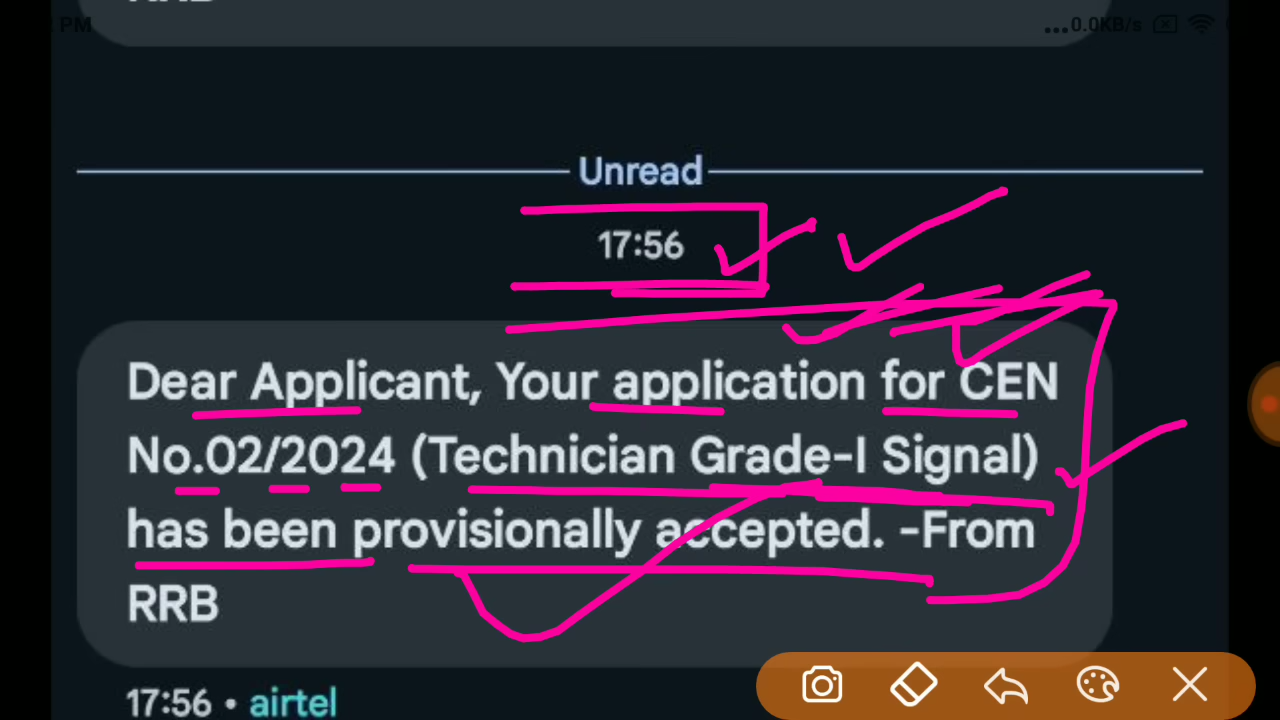 PM
...0.0KB/s
Unread
17:56
Dear Applicant, Your application for CEN
No.02/2024 (Technician Grade-I Signal)
has been provisionally accepted. -From
RRB
17:56 • airtel